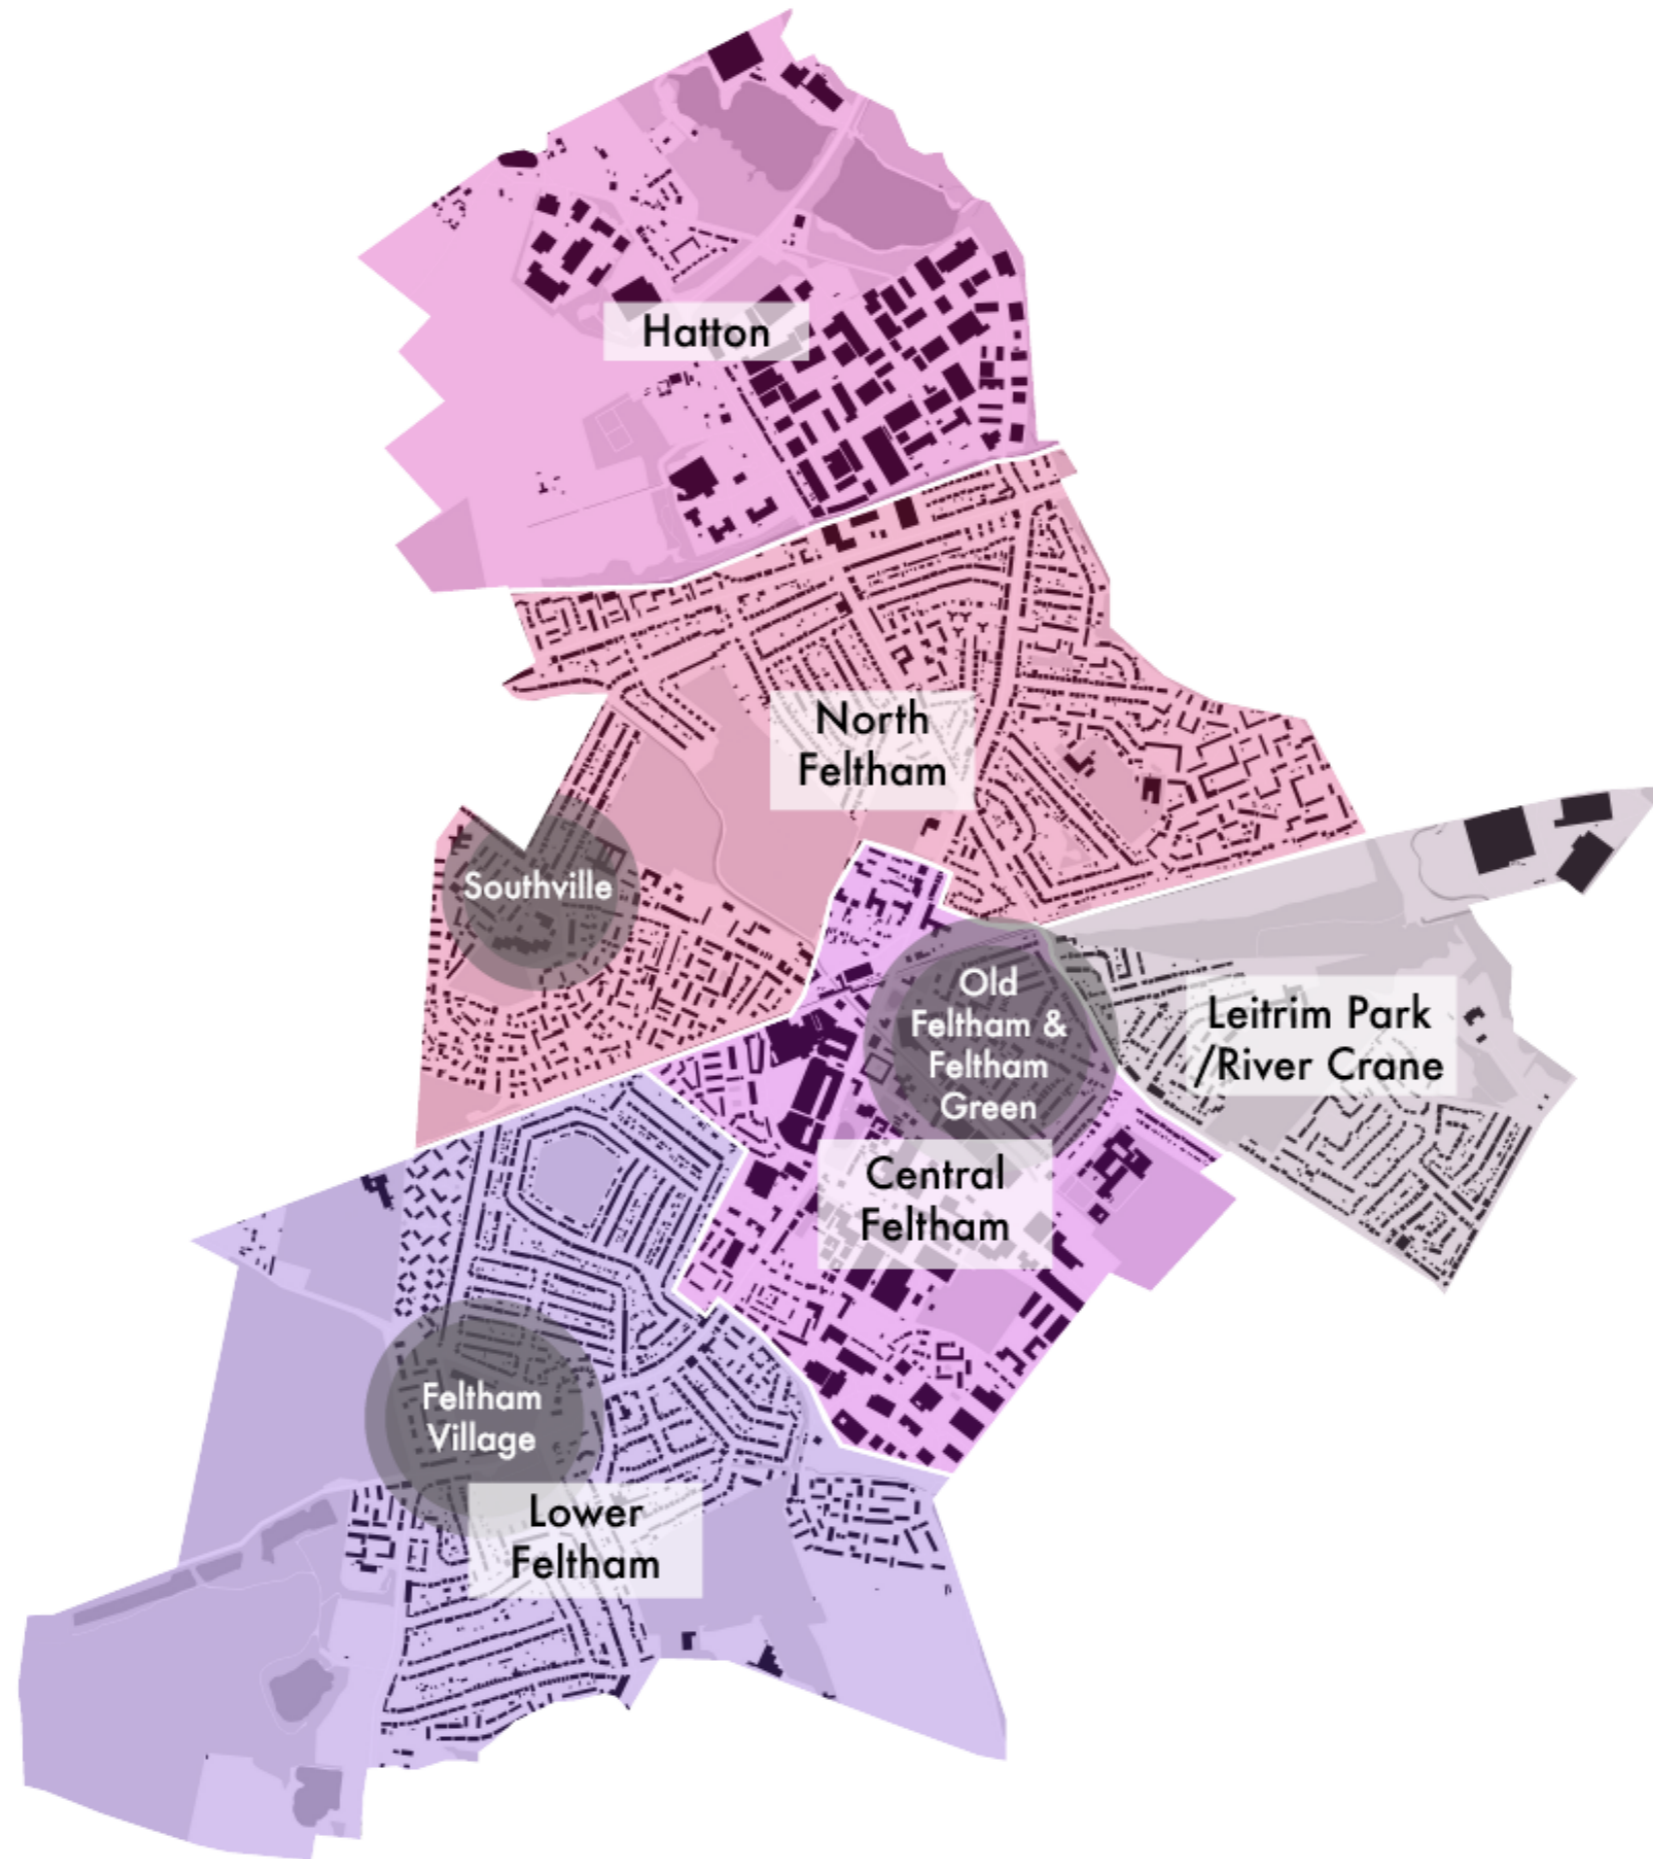 Hatton
North
Feltham
Southville
Old
Feltham &
Feltham
Green
Leitrim Park
/River Crane
Central
Feltham
Feltham
Village
Lower
Feltham